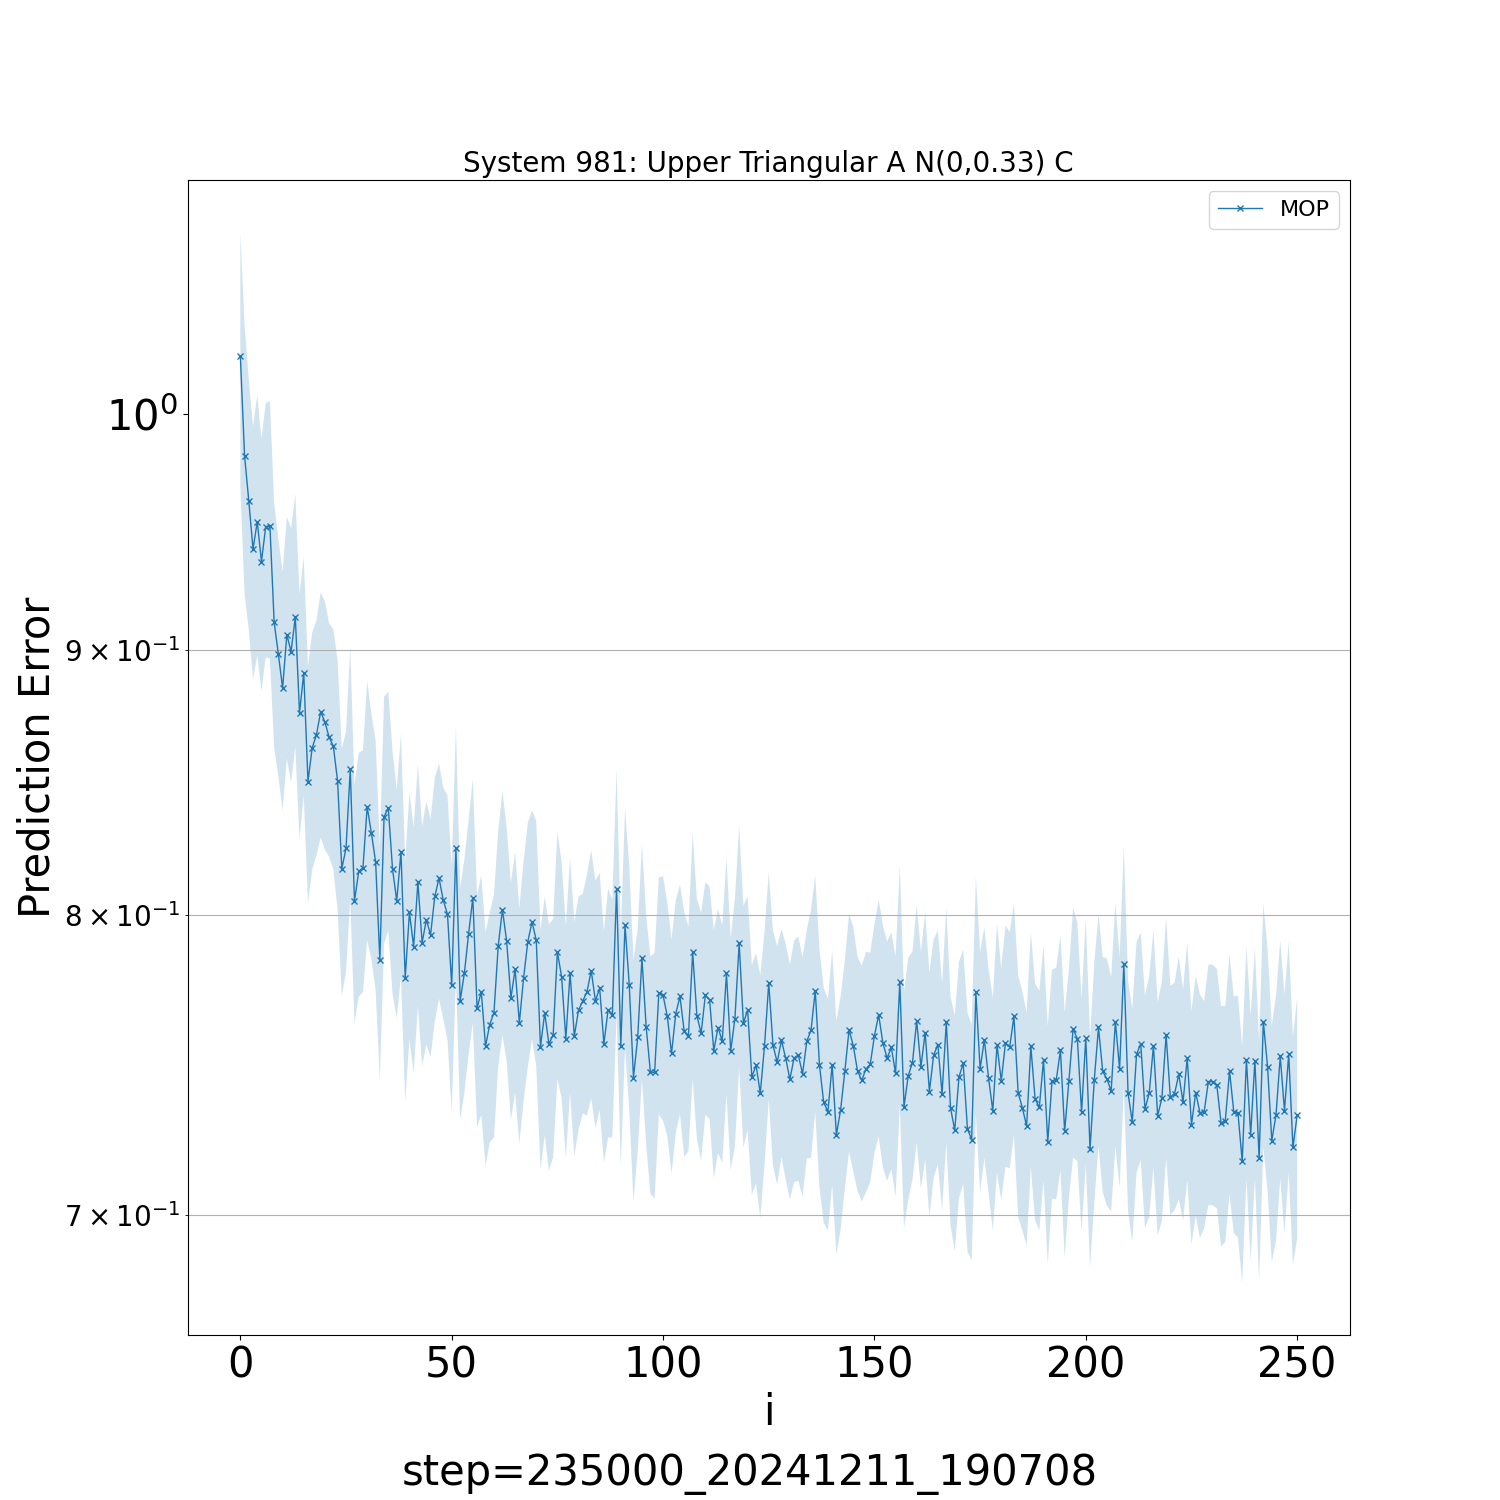 System 981: Upper Triangular A N(0,0.33) C
MOP
10⁰
9 × 10⁻¹
8 × 10⁻¹
7 × 10⁻¹
Prediction Error
0 50 100 150 200 250
i
step=235000_20241211_190708